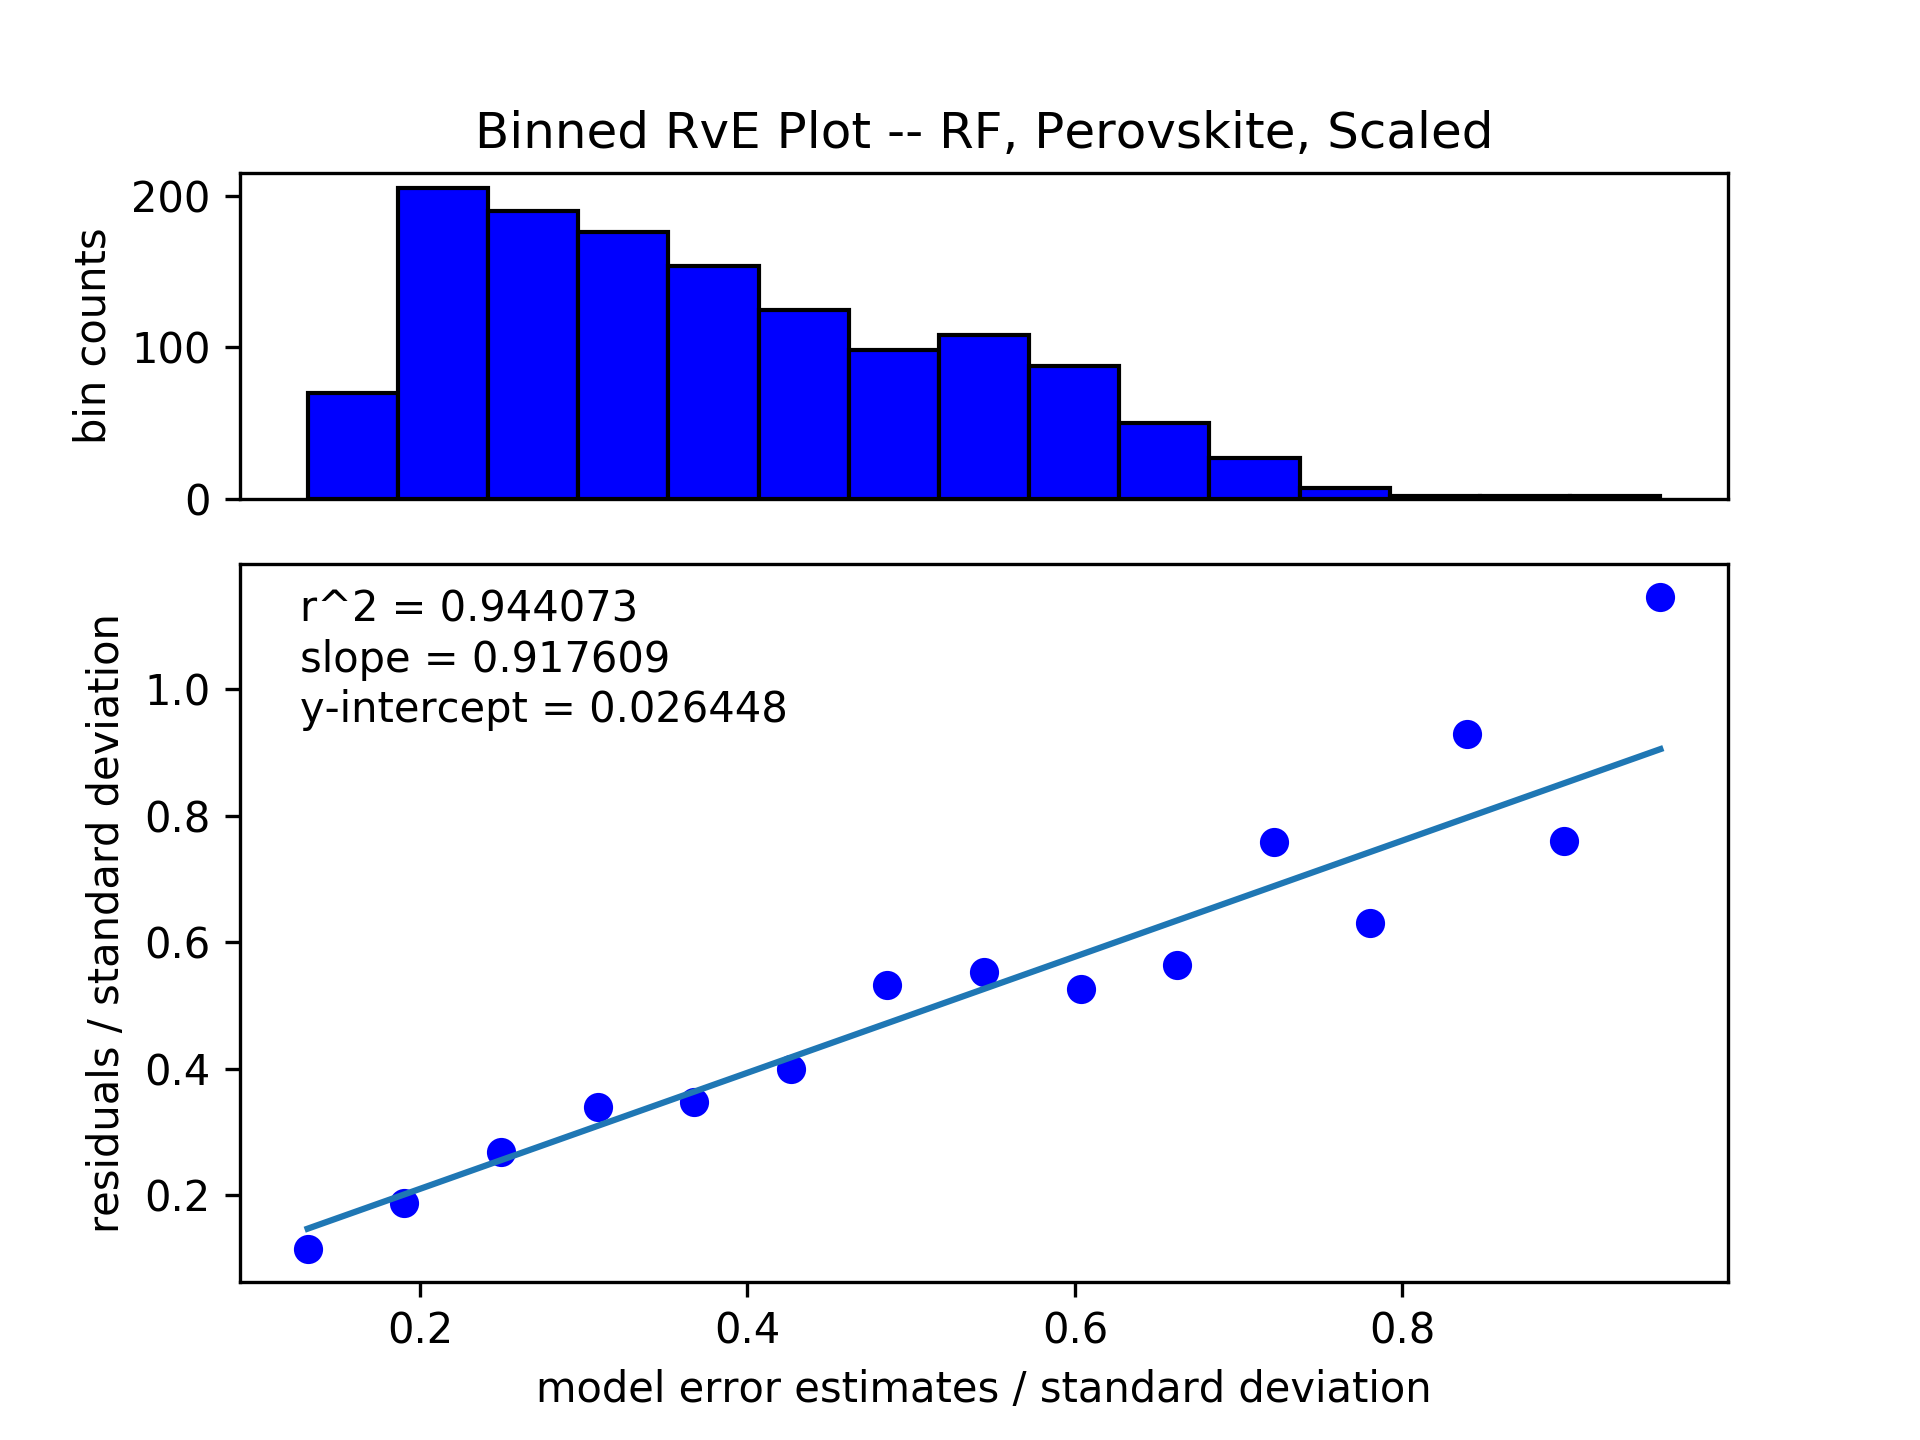 Binned RvE Plot -- RF, Perovskite, Scaled
bin counts
200
100
0
r^2 = 0.944073
slope = 0.917609
y-intercept = 0.026448
residuals / standard deviation
1.0
0.8
0.6
0.4
0.2
0.2 0.4 0.6 0.8
model error estimates / standard deviation